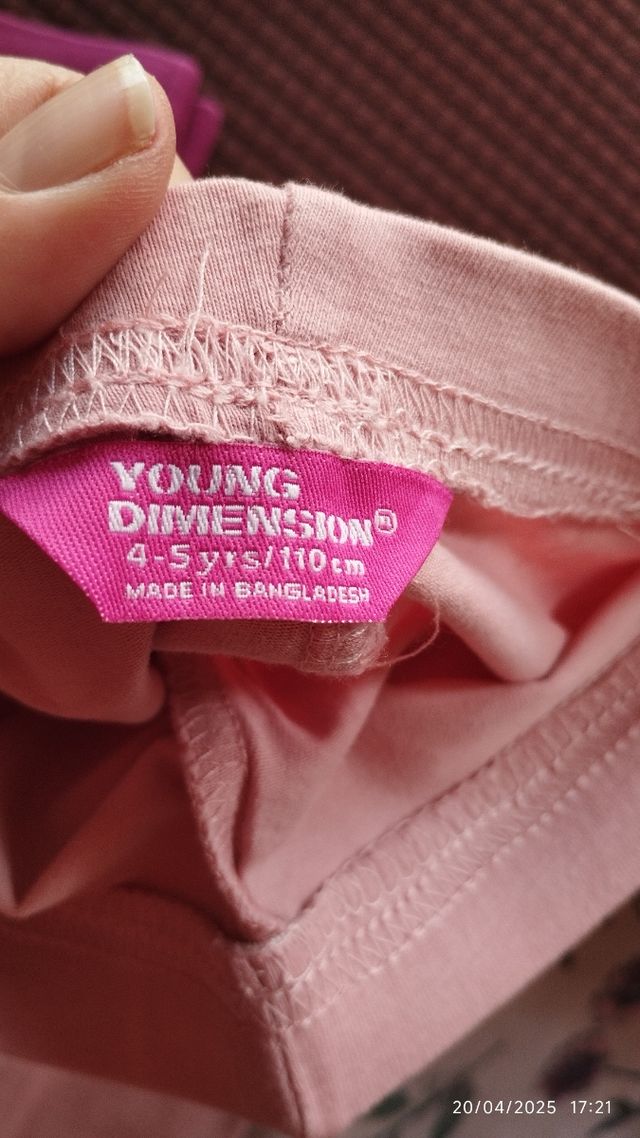 YOUNG
DIMENSION®
4-5yrs/110cm
MADE IN BANGLADESH
20/04/2025 17:21